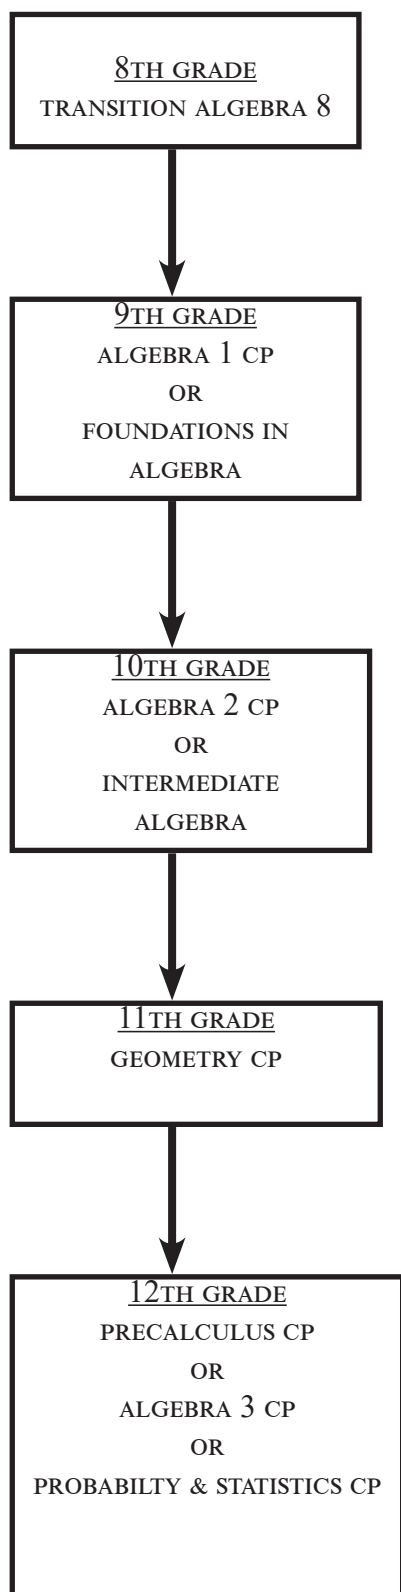 8TH GRADE
TRANSITION ALGEBRA 8
9TH GRADE
ALGEBRA 1 CP
OR
FOUNDATIONS IN
ALGEBRA
10TH GRADE
ALGEBRA 2 CP
OR
INTERMEDIATE
ALGEBRA
11TH GRADE
GEOMETRY CP
12TH GRADE
PRECALCULUS CP
OR
ALGEBRA 3 CP
OR
PROBABILTY & STATISTICS CP